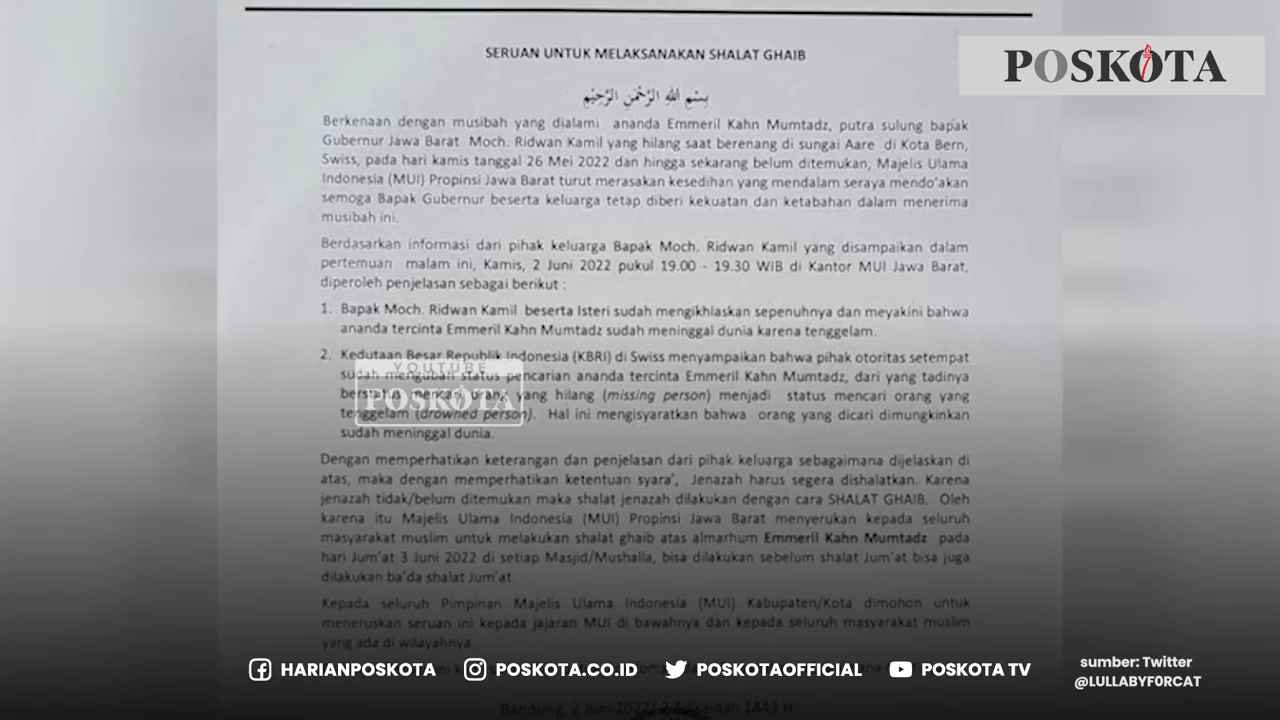 SERUAN UNTUK MELAKSANAKAN SHALAT GHAIB
POSKOTA
بِسْمِ اللهِ الرَّحْمَنِ الرَّحِيْمِ
Berkenaan dengan musibah yang dialami ananda Emmeril Kahn Mumtadz, putra sulung bapak
Gubernur Jawa Barat Moch. Ridwan Kamil yang hilang saat berenang di sungai Aare di Kota Bern,
Swiss, pada hari kamis tanggal 26 Mei 2022 dan hingga sekarang belum ditemukan, Majelis Ulama
Indonesia (MUI) Propinsi Jawa Barat turut merasakan kesedihan yang mendalam seraya mendo'akan
semoga Bapak Gubernur beserta keluarga tetap diberi kekuatan dan ketabahan dalam menerima
musibah ini.
Berdasarkan informasi dari pihak keluarga Bapak Moch. Ridwan Kamil yang disampaikan dalam
pertemuan malam ini, Kamis, 2 Juni 2022 pukul 19.00 - 19.30 WIB di Kantor MUI Jawa Barat,
diperoleh penjelasan sebagai berikut :
1. Bapak Moch. Ridwan Kamil beserta Isteri sudah mengikhlaskan sepenuhnya dan meyakini bahwa
ananda tercinta Emmeril Kahn Mumtadz sudah meninggal dunia karena tenggelam.
2. Kedutaan Besar Republik Indonesia (KBRI) di Swiss menyampaikan bahwa pihak otoritas setempat
sudah mengubah status pencarian ananda tercinta Emmeril Kahn Mumtadz, dari yang tadinya
berstatus mencari orang yang hilang (missing person) menjadi status mencari orang yang
tenggelam (drowned person). Hal ini mengisyaratkan bahwa orang yang dicari dimungkinkan
sudah meninggal dunia.
YOUTUBE
POSKOTA
Dengan memperhatikan keterangan dan penjelasan dari pihak keluarga sebagaimana dijelaskan di
atas, maka dengan memperhatikan ketentuan syara', Jenazah harus segera dishalatkan. Karena
jenazah tidak/belum ditemukan maka shalat jenazah dilakukan dengan cara SHALAT GHAIB. Oleh
karena itu Majelis Ulama Indonesia (MUI) Propinsi Jawa Barat menyerukan kepada seluruh
masyarakat muslim untuk melakukan shalat ghaib atas almarhum Emmeril Kahn Mumtadz pada
hari Jum'at 3 Juni 2022 di setiap Masjid/Mushalla, bisa dilakukan sebelum shalat Jum'at bisa juga
dilakukan ba'da shalat Jum'at.
Kepada seluruh Pimpinan Majelis Ulama Indonesia (MUI) Kabupaten/Kota dimohon untuk
meneruskan seruan ini kepada jajaran MUI di bawahnya dan kepada seluruh masyarakat muslim
yang ada di wilayahnya.
HARIANPOSKOTA
POSKOTA.CO.ID
POSKOTAOFFICIAL
POSKOTA TV
sumber: Twitter
@LULLABYF0RCAT
Bandung, 2 Juni 2022/ 1443 H